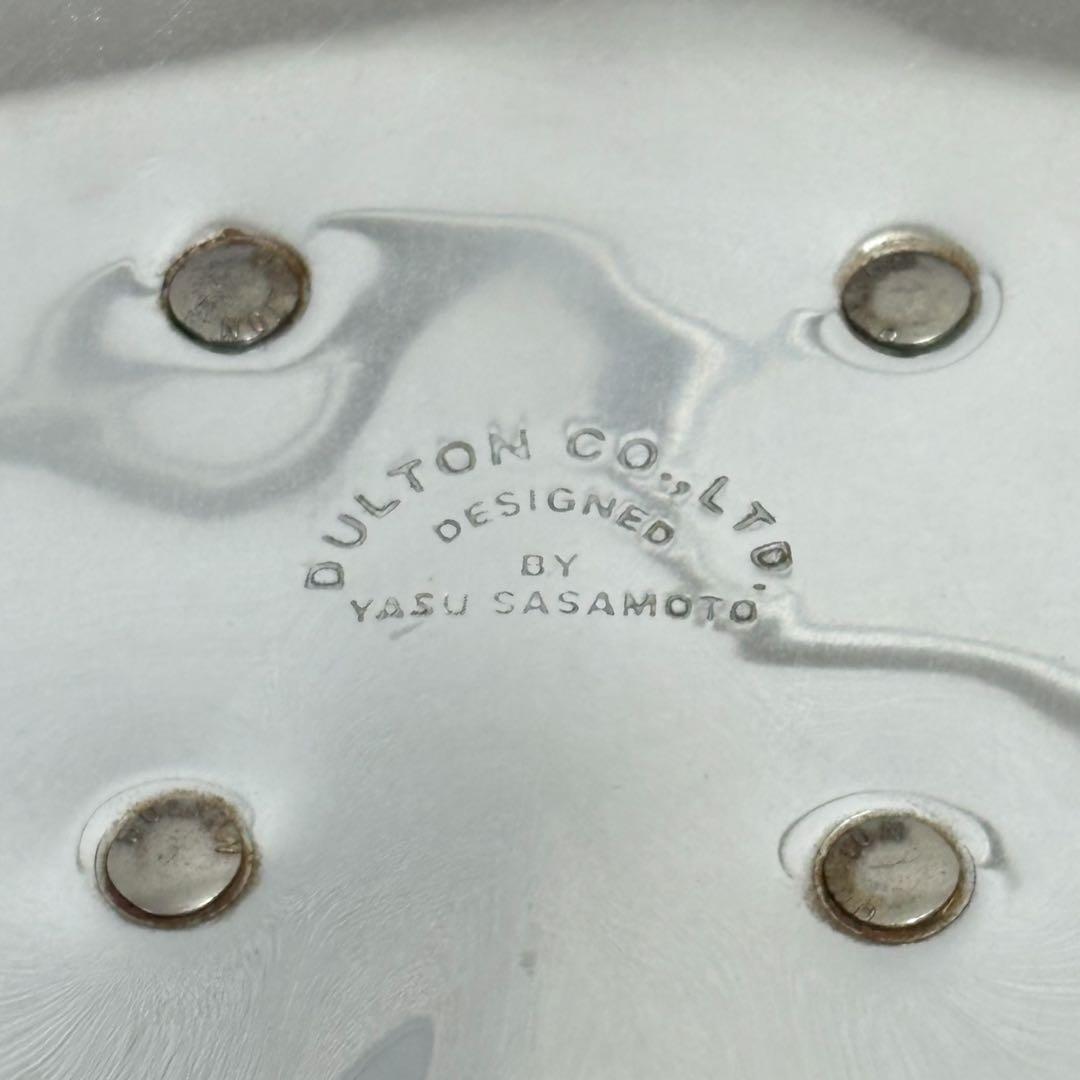 DULTON CO., LTD.
DESIGNED
BY
YASU SASAMOTO